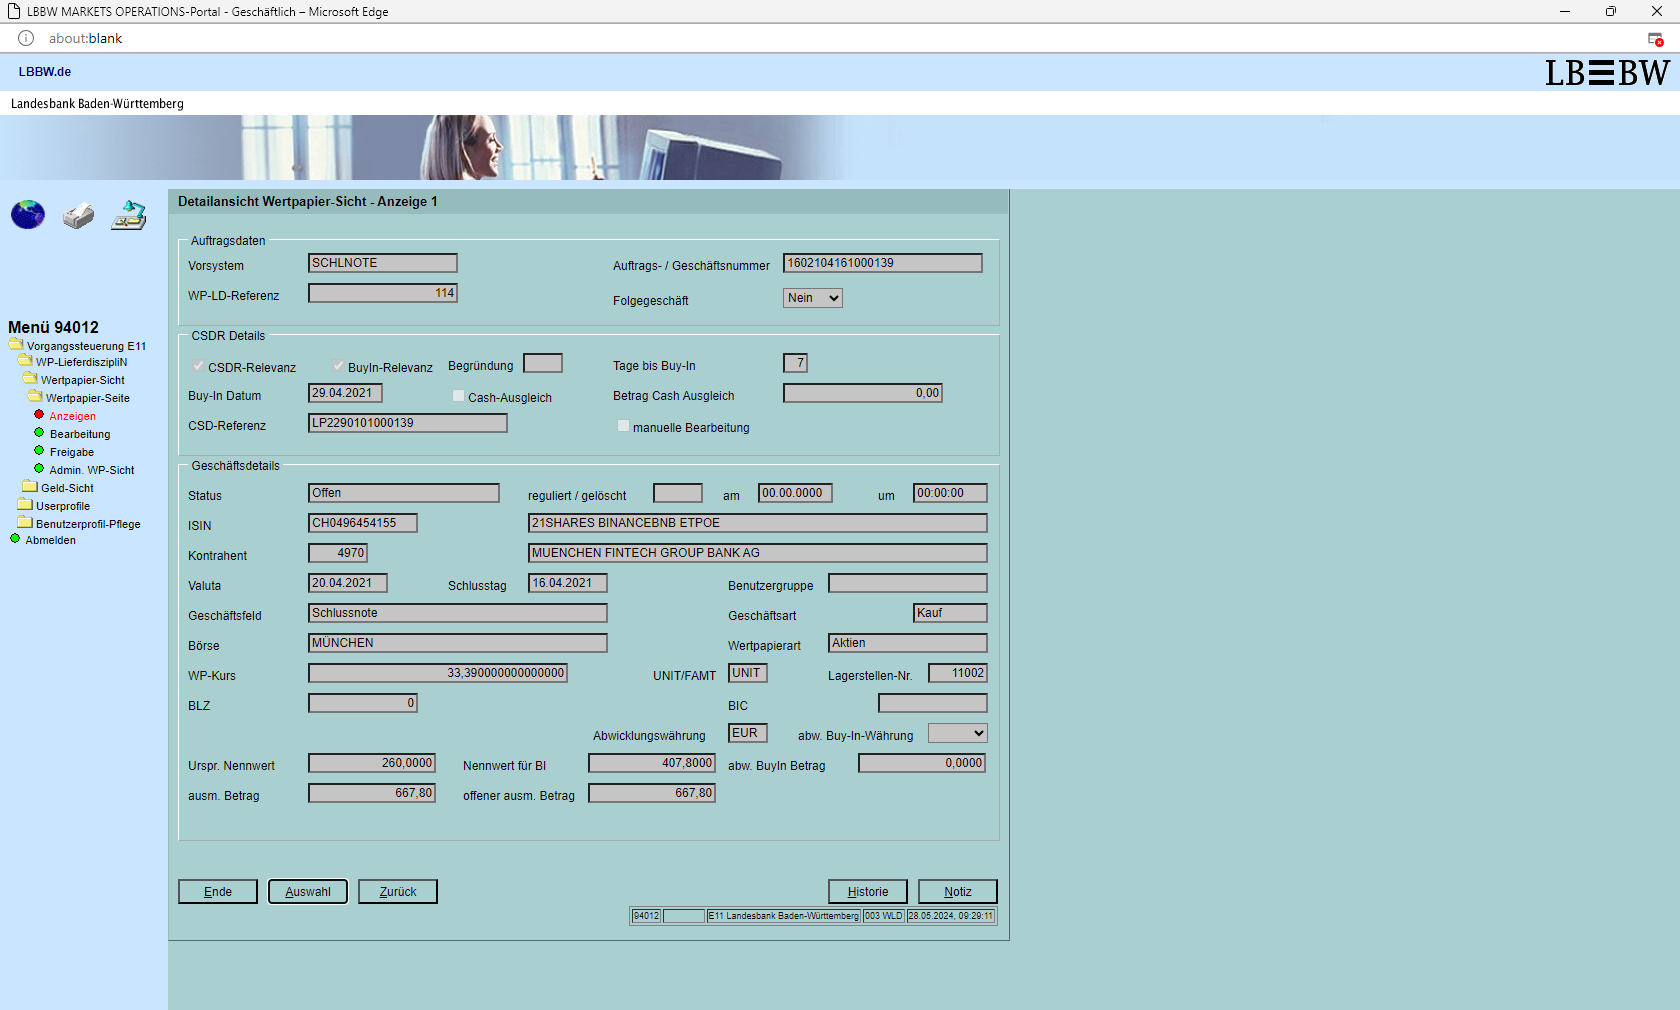 LBBW MARKETS OPERATIONS-Portal - Geschäftlich – Microsoft Edge
about:blank
LBBW.de
LB≡BW
Landesbank Baden-Württemberg
Detailansicht Wertpapier-Sicht - Anzeige 1
Auftragsdaten
Vorsystem SCHLNOTE Auftrags- / Geschäftsnummer 1602104161000139
WP-LD-Referenz 114 Folgegeschäft Nein
CSDR Details
CSDR-Relevanz BuyIn-Relevanz Begründung Tage bis Buy-In 7
Buy-In Datum 29.04.2021 Cash-Ausgleich Betrag Cash Ausgleich 0,00
CSD-Referenz LP2290101000139 manuelle Bearbeitung
Geschäftsdetails
Status Offen reguliert / gelöscht am 00.00.0000 um 00:00:00
ISIN CH0496454155 21SHARES BINANCEBNB ETPOE
Kontrahent 4970 MUENCHEN FINTECH GROUP BANK AG
Valuta 20.04.2021 Schlusstag 16.04.2021 Benutzergruppe
Geschäftsfeld Schlussnote Geschäftsart Kauf
Börse MÜNCHEN Wertpapierart Aktien
WP-Kurs 33,390000000000000 UNIT/FAMT UNIT Lagerstellen-Nr. 11002
BLZ 0 BIC
Abwicklungswährung EUR abw. Buy-In-Währung
Urspr. Nennwert 260,0000 Nennwert für BI 407,8000 abw. BuyIn Betrag 0,0000
ausm. Betrag 667,80 offener ausm. Betrag 667,80
Ende Auswahl Zurück Historie Notiz
94012 E11 Landesbank Baden-Württemberg 003 WLD 28.05.2024, 09:29:11
Menü 94012
Vorgangssteuerung E11
WP-LieferdiszipliN
Wertpapier-Sicht
Wertpapier-Seite
Anzeigen
Bearbeitung
Freigabe
Admin. WP-Sicht
Geld-Sicht
Userprofile
Benutzerprofil-Pflege
Abmelden